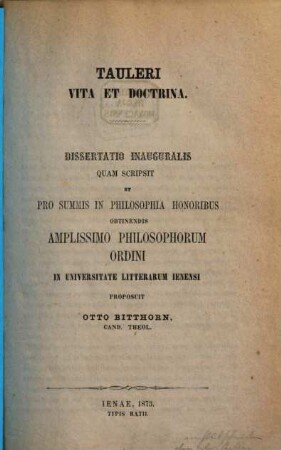 TAULERI
VITA ET DOCTRINA.
DISSERTATIO INAUGURALIS
QUAM SCRIPSIT
ET
PRO SUMMIS IN PHILOSOPHIA HONORIBUS
OBTINENDIS
AMPLISSIMO PHILOSOPHORUM
ORDINI
IN UNIVERSITATE LITTERARUM IENENSI
PROPOSUIT
OTTO BITTHORN.
CAND. THEOL.
IENAE, 1873.
TYPIS RATII.